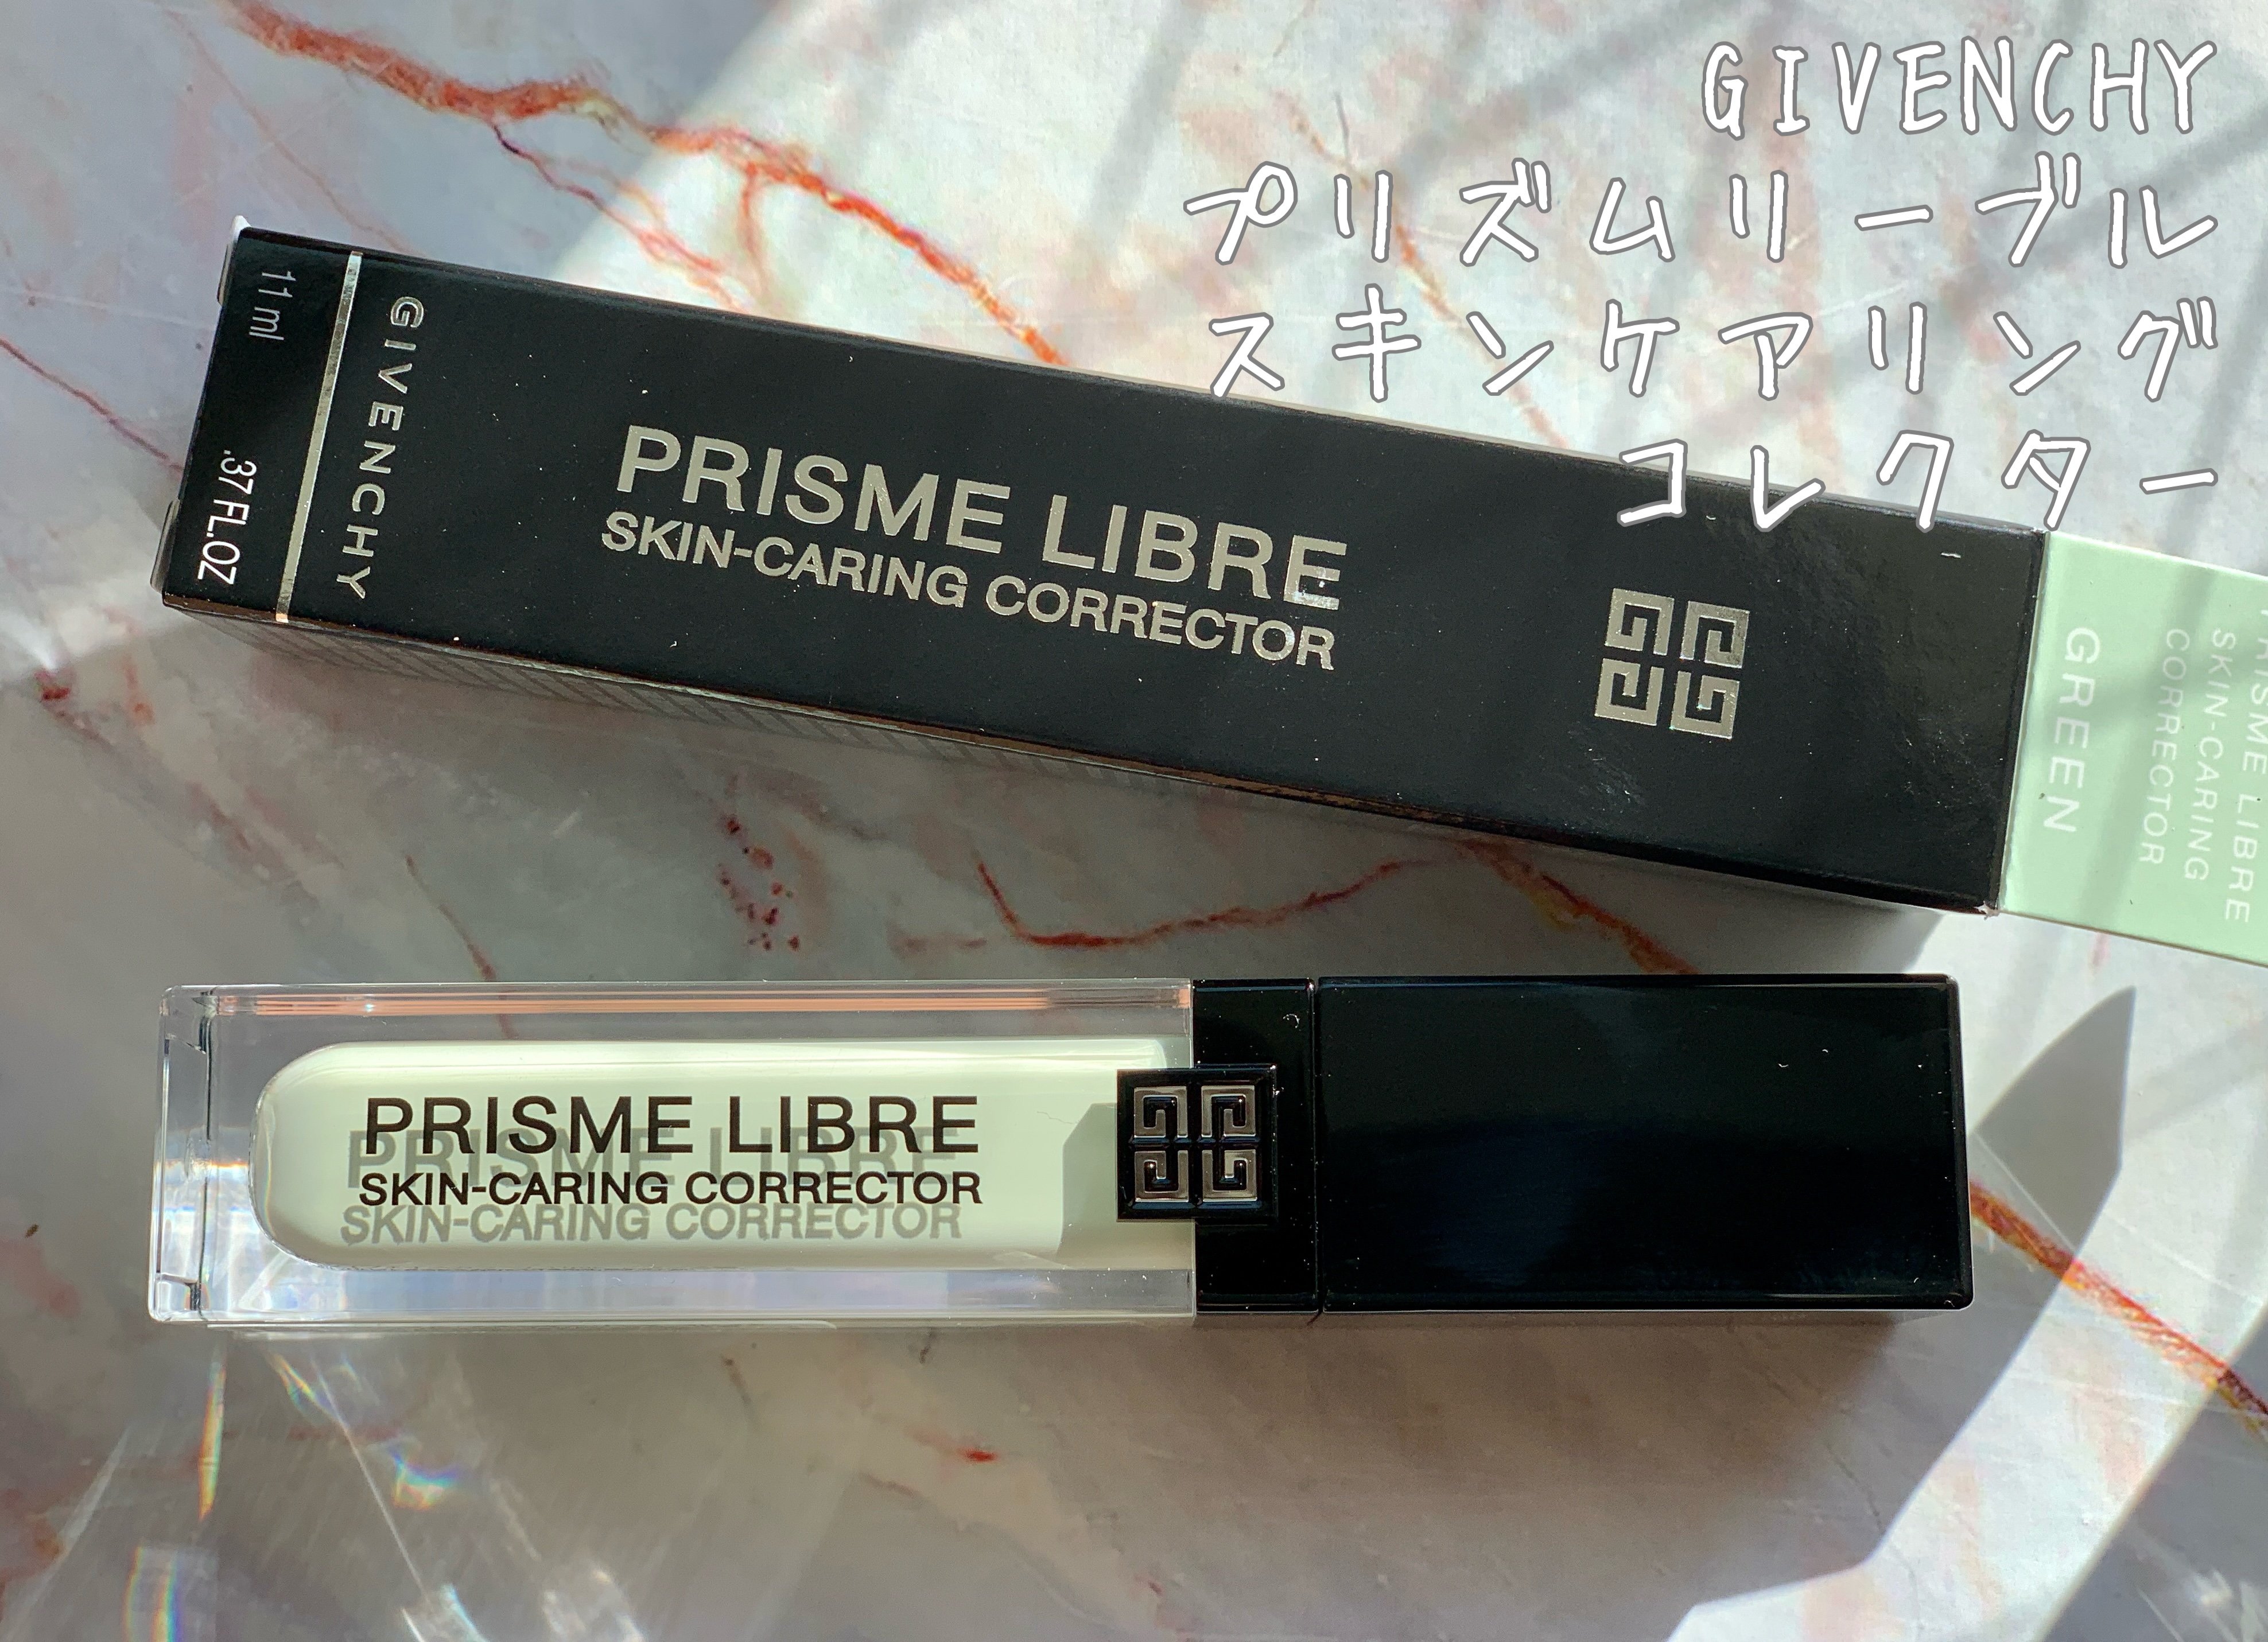 GIVENCHY
プリズムリーブル
スキンケアリング
コレクター
11 ml
.37 FL.OZ
GIVENCHY
PRISME LIBRE
SKIN-CARING CORRECTOR
GREEN
LIBRE
SKIN-CARING
CORRECTOR
PRISME LIBRE
SKIN-CARING CORRECTOR